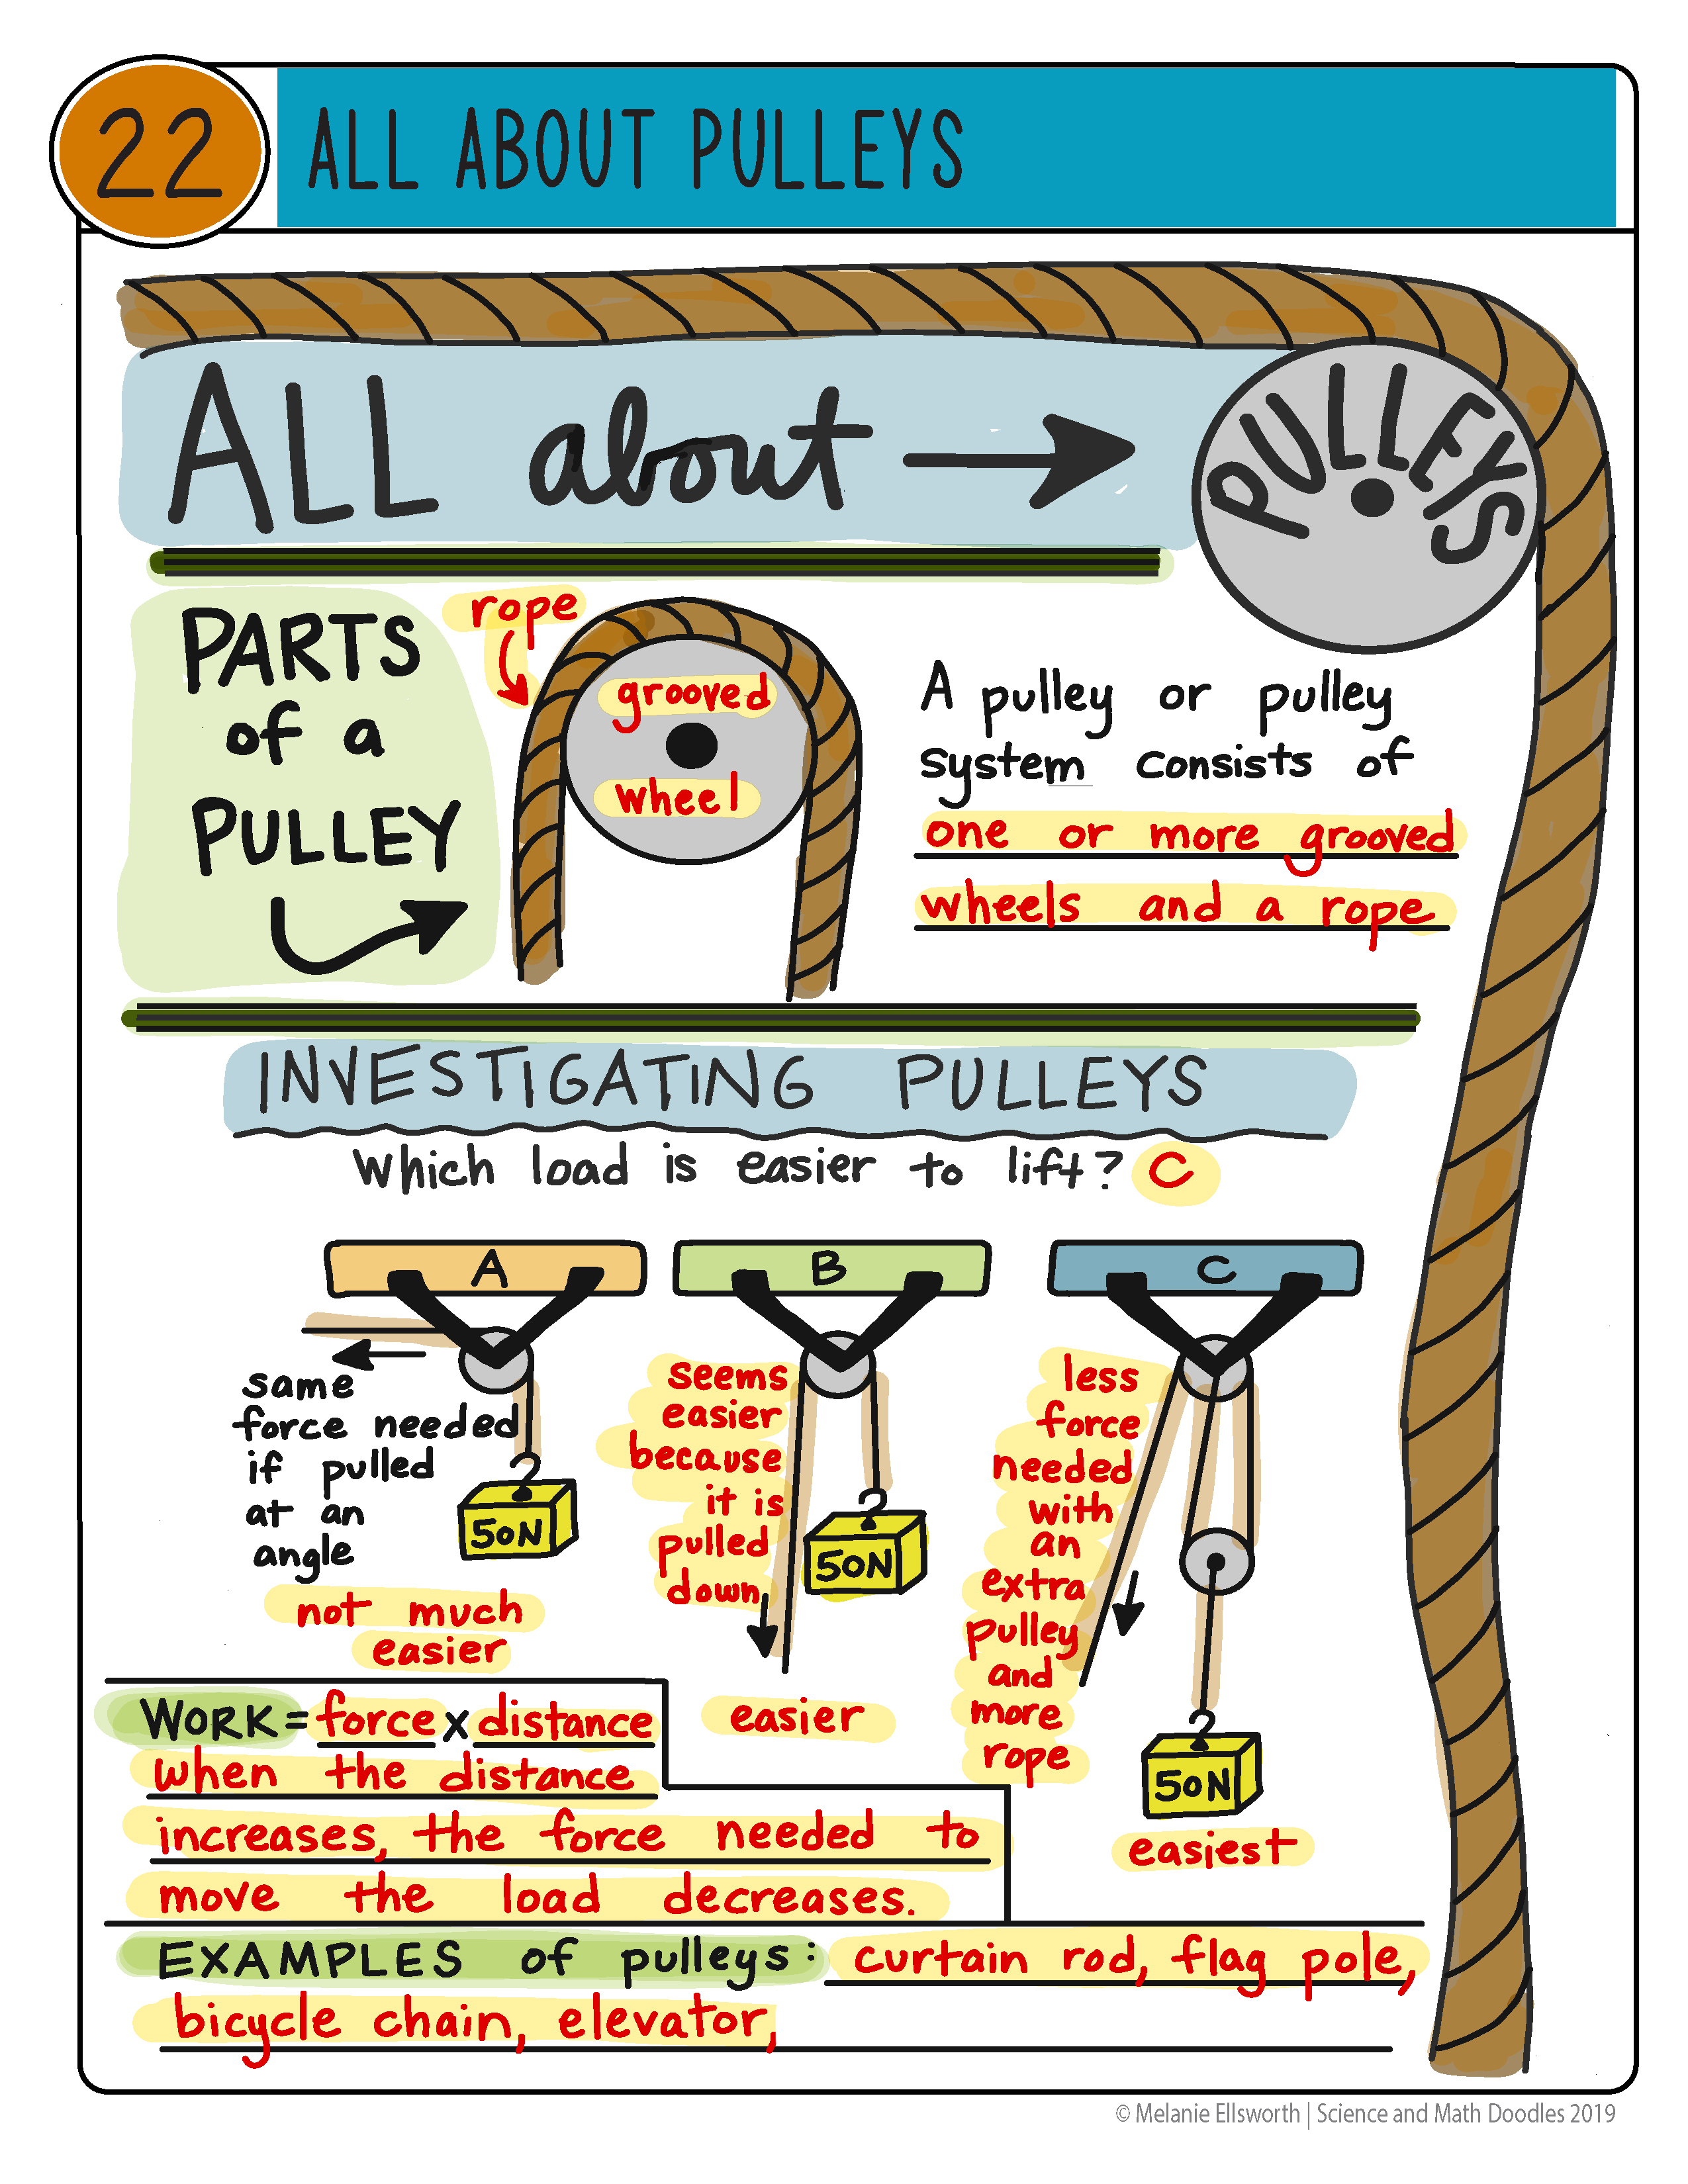 22
ALL ABOUT PULLEYS
ALL about
PULLEYS
PARTS
of a
PULLEY
rope
grooved
wheel
A pulley or pulley
system consists of
one or more grooved
wheels and a rope
INVESTIGATING PULLEYS
Which load is easier to lift? C
A
same
force needed
if pulled
at an
angle
50N
not much
easier
B
seems
easier
because
it is
pulled
down
50N
easier
C
less
force
needed
with
an
extra
pulley
and
more
rope
50N
easiest
WORK = force x distance
when the distance
increases, the force needed to
move the load decreases.
EXAMPLES of pulleys: curtain rod, flag pole,
bicycle chain, elevator,
© Melanie Ellsworth | Science and Math Doodles 2019